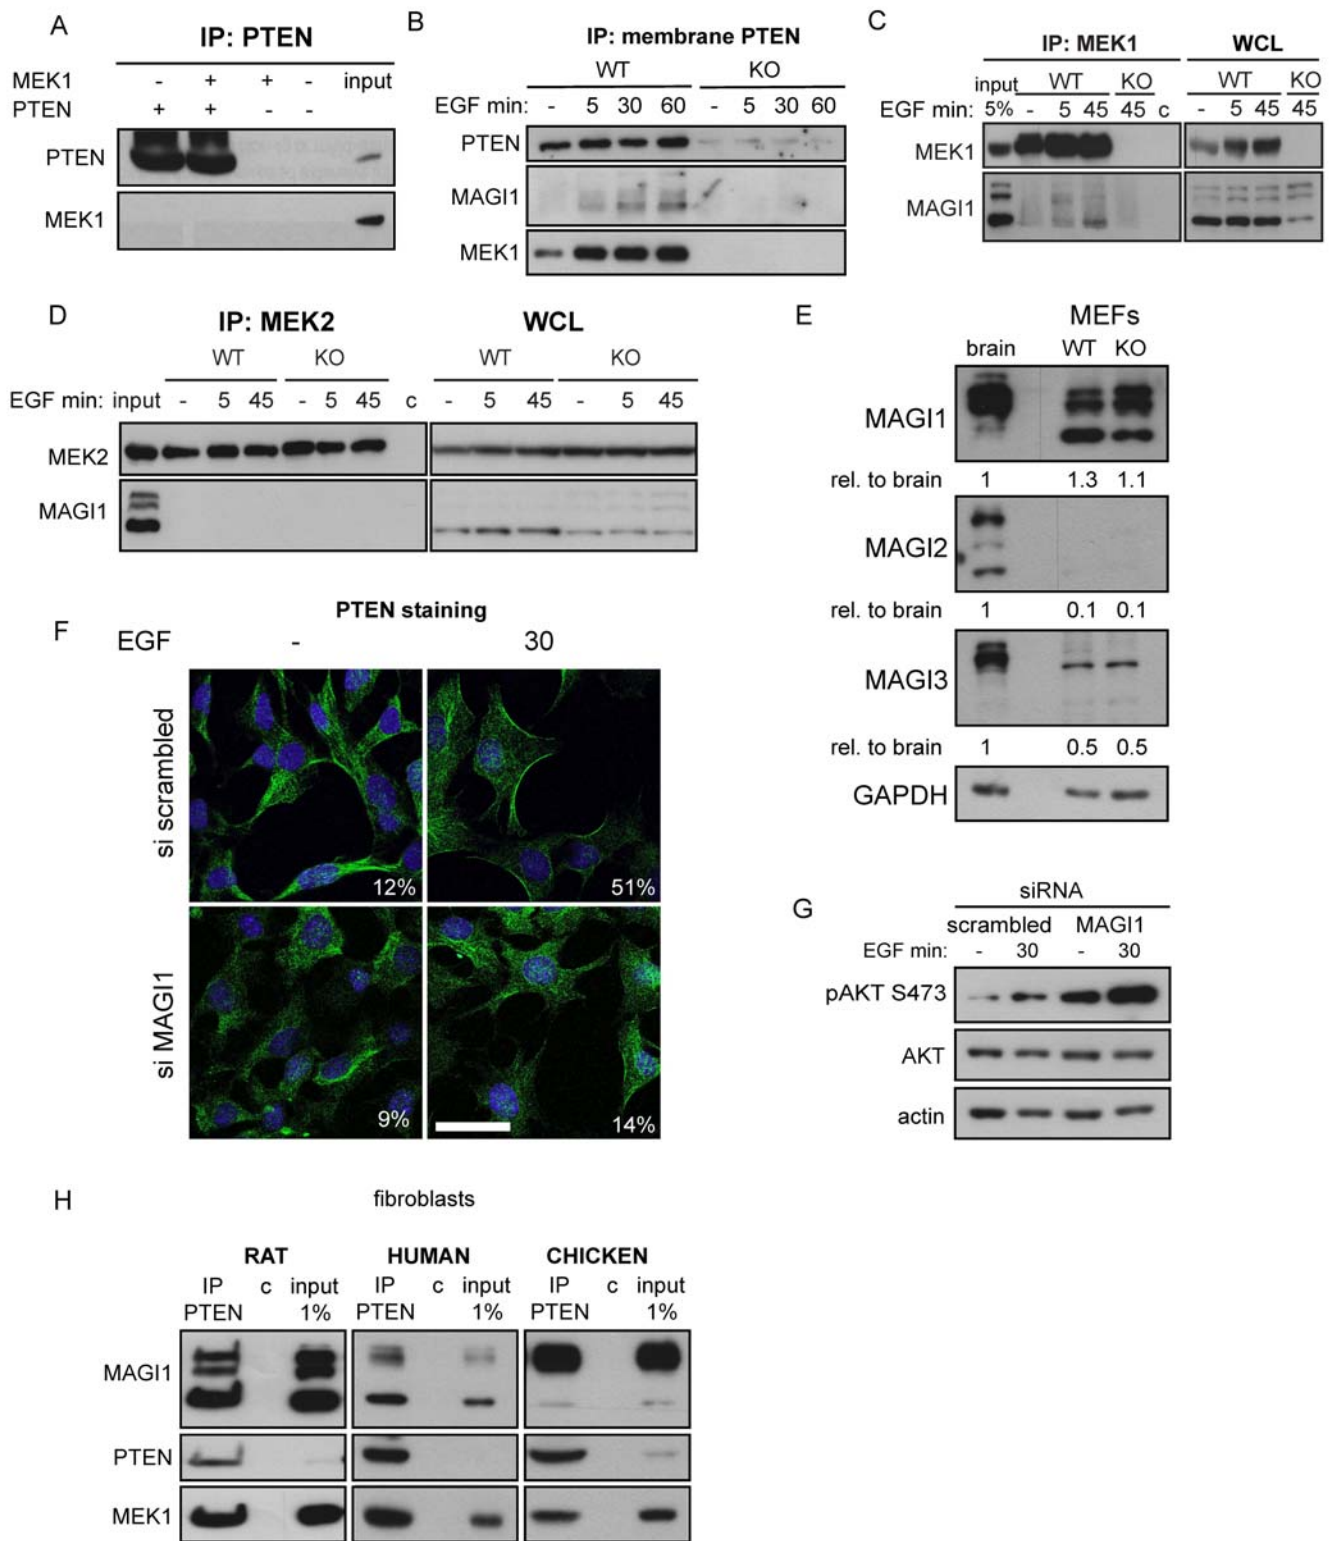 A
IP: PTEN
MEK1 - + + - input
PTEN + + - -
PTEN
MEK1
B
IP: membrane PTEN
WT KO
EGF min: - 5 30 60 - 5 30 60
PTEN
MAGI1
MEK1
C
IP: MEK1 WCL
input WT KO WT KO
EGF min: 5% - 5 45 45 c - 5 45 45
MEK1
MAGI1
D
IP: MEK2 WCL
WT KO WT KO
EGF min: input - 5 45 - 5 45 c - 5 45 - 5 45
MEK2
MAGI1
E
MEFs
brain WT KO
MAGI1
rel. to brain 1 1.3 1.1
MAGI2
rel. to brain 1 0.1 0.1
MAGI3
rel. to brain 1 0.5 0.5
GAPDH
F
PTEN staining
EGF - 30
si scrambled
12% 51%
si MAGI1
9% 14%
G
siRNA
scrambled MAGI1
EGF min: - 30 - 30
pAKT S473
AKT
actin
H
fibroblasts
RAT HUMAN CHICKEN
IP c input IP c input IP c input
PTEN 1% PTEN 1% PTEN 1%
MAGI1
PTEN
MEK1